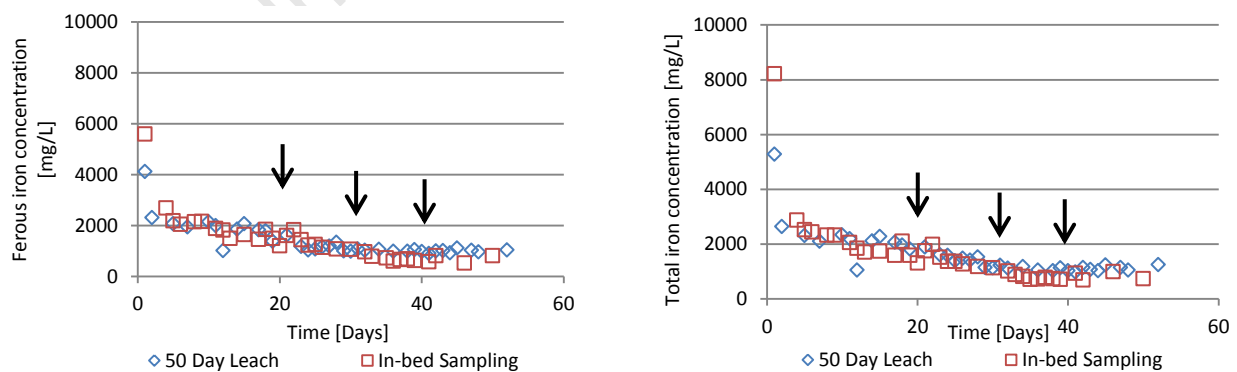 Ferrous iron concentration
[mg/L]
10000
8000
6000
4000
2000
0
0 20 40 60
Time [Days]
50 Day Leach In-bed Sampling
Total iron concentration [mg/L]
10000
8000
6000
4000
2000
0
0 20 40 60
Time [Days]
50 Day Leach In-bed Sampling